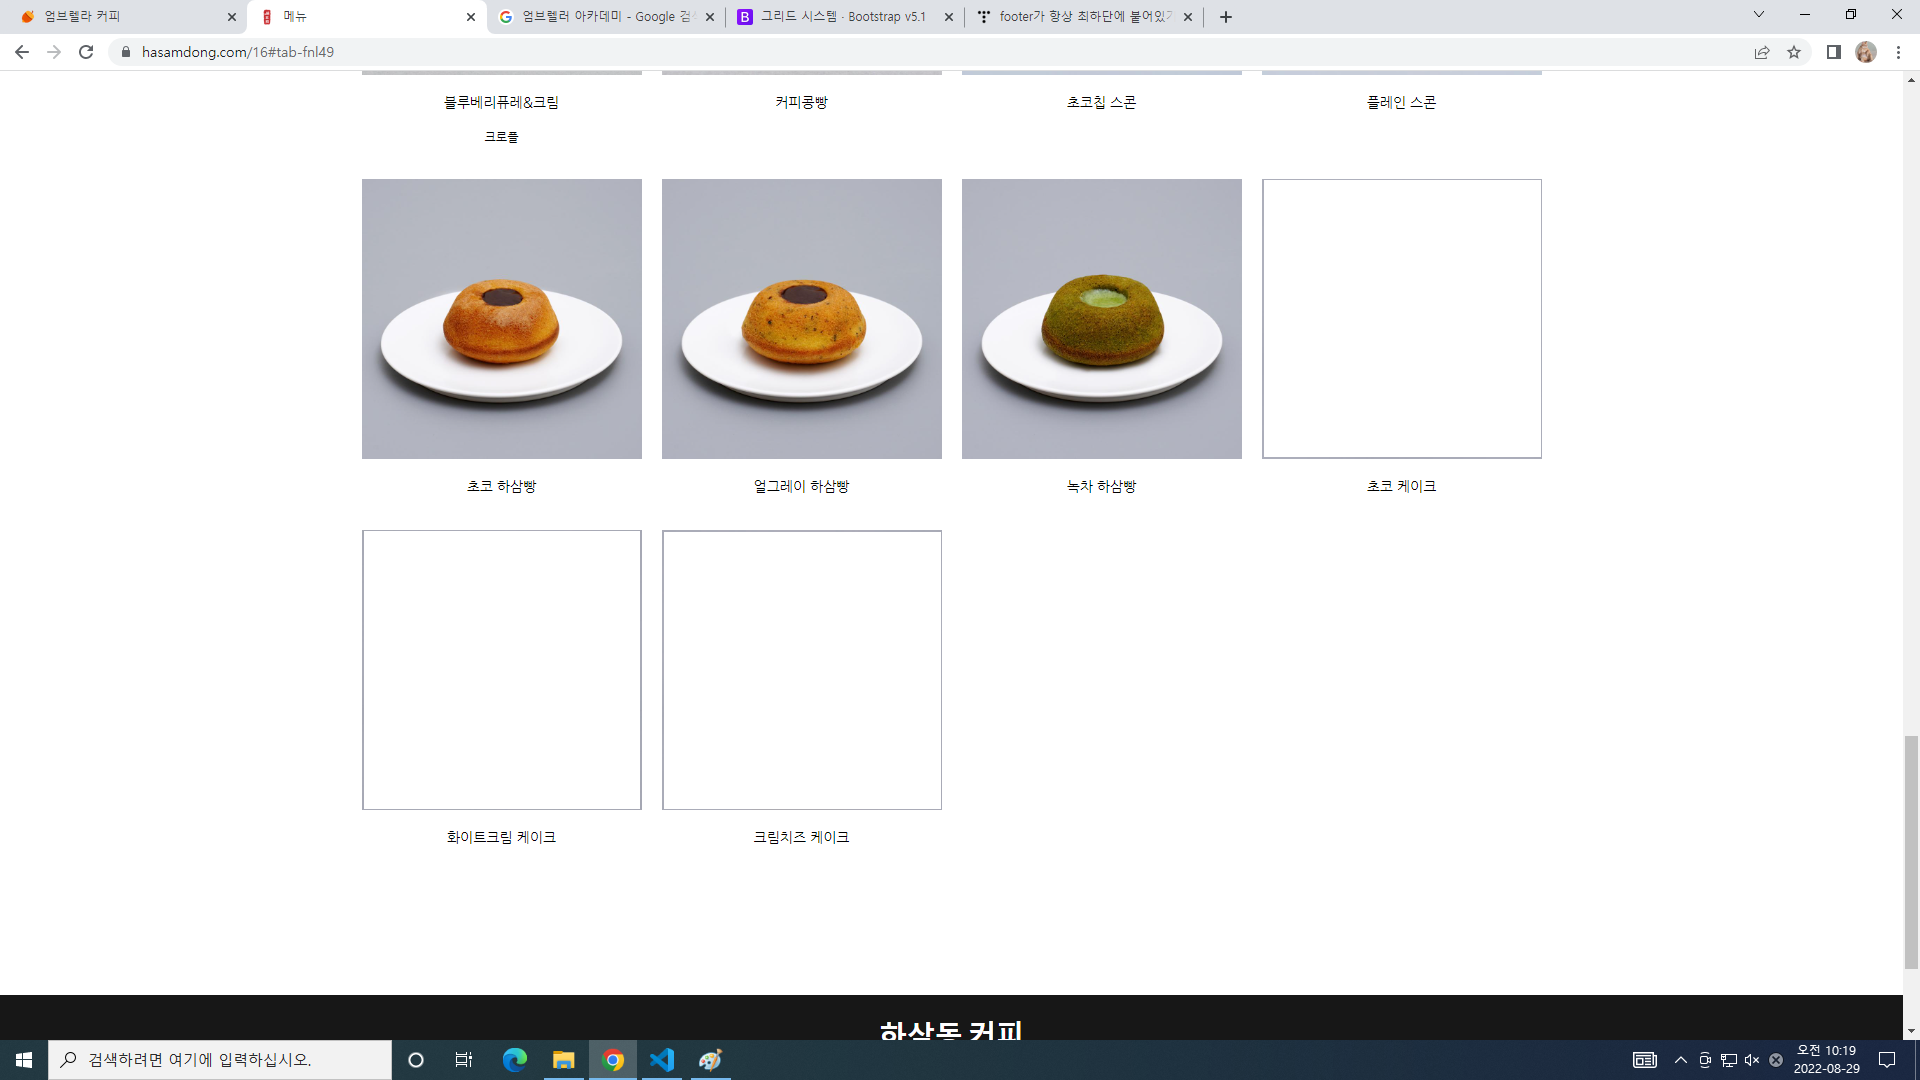 엄브렐라 커피
메뉴
엄브렐러 아카데미 - Google 검
그리드 시스템 · Bootstrap v5.1
footer가 항상 최하단에 붙어있
hasamdong.com/16#tab-fnl49
블루베리퓨레&크림
크로플
커피콩빵
초코칩 스콘
플레인 스콘
초코 하삼빵
얼그레이 하삼빵
녹차 하삼빵
초코 케이크
화이트크림 케이크
크림치즈 케이크
하삼동 커피
검색하려면 여기에 입력하십시오.
오전 10:19
2022-08-29